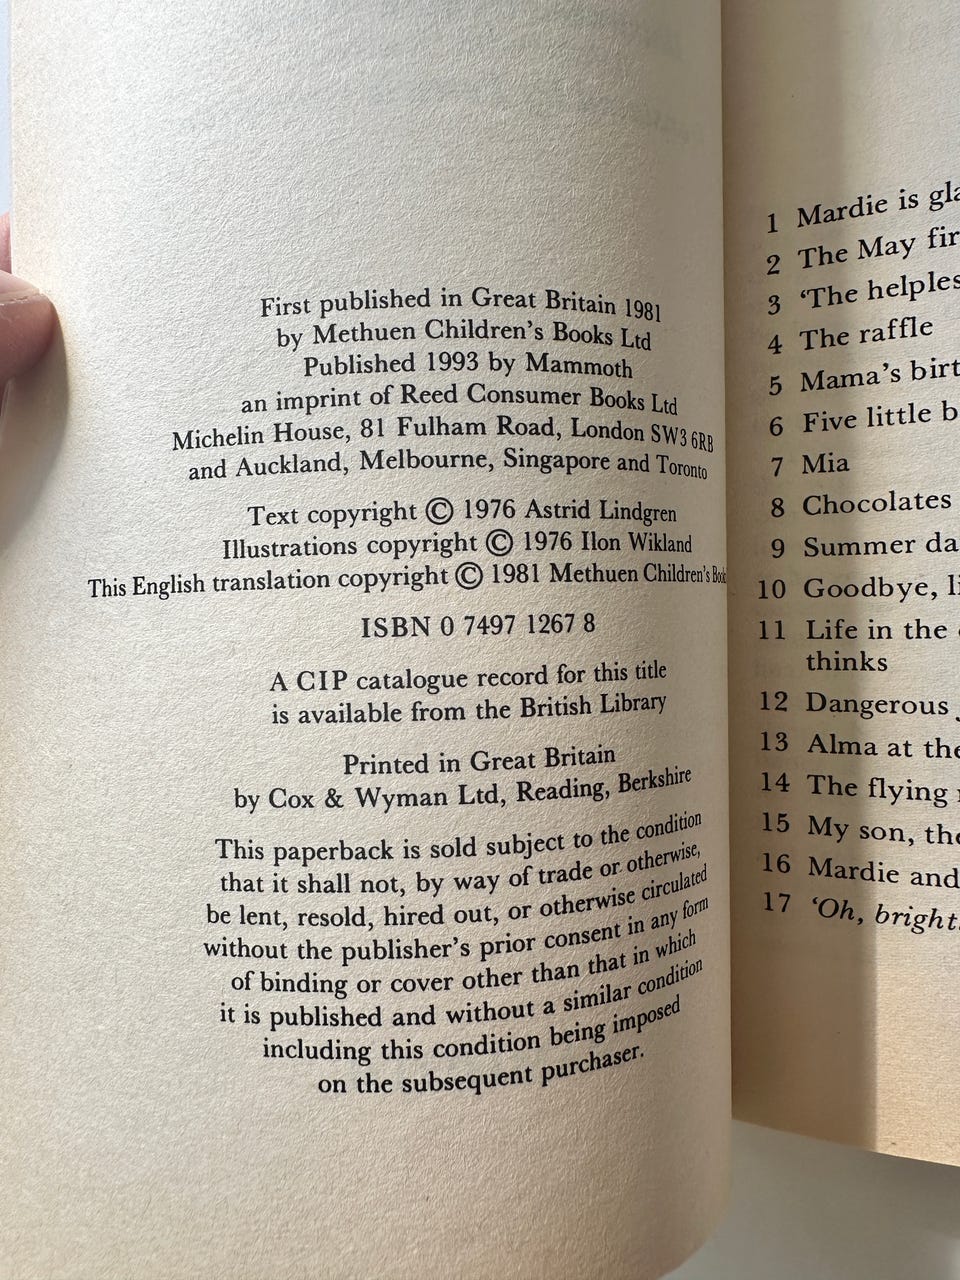 First published in Great Britain 1981
by Methuen Children's Books Ltd
Published 1993 by Mammoth
an imprint of Reed Consumer Books Ltd
Michelin House, 81 Fulham Road, London SW3 6RB
and Auckland, Melbourne, Singapore and Toronto
Text copyright © 1976 Astrid Lindgren
Illustrations copyright © 1976 Ilon Wikland
This English translation copyright © 1981 Methuen Children's
ISBN 0 7497 1267 8
A CIP catalogue record for this title
is available from the British Library
Printed in Great Britain
by Cox & Wyman Ltd, Reading, Berkshire
This paperback is sold subject to the condition
that it shall not, by way of trade or otherwise,
be lent, resold, hired out, or otherwise circulated
without the publisher's prior consent in any form
of binding or cover other than that in which
it is published and without a similar condition
including this condition being imposed
on the subsequent purchaser.
1 Mardie is
2 The May
3 'The
4 The raffle
5 Mama's
6 Five little
7 Mia
8 Chocolates
9 Summer
10 Goodbye,
11 Life in the
thinks
12 Dangerous
13 Alma at
14 The flying
15 My son,
16 Mardie and
17 'Oh,